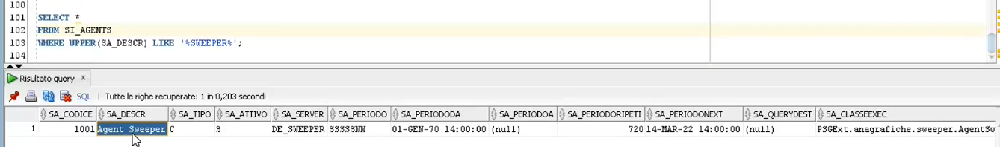 100
101 SELECT *
102 FROM SI_AGENTS
103 WHERE UPPER(SA_DESCR) LIKE '%SWEEPER%';
104
Risultato query x
SQL | Tutte le righe recuperate: 1 in 0,203 secondi
SA_CODICE SA_DESCR SA_TIPO SA_ATTIVO SA_SERVER SA_PERIODO SA_PERIODODA SA_PERIODOA SA_PERIODORIPETI SA_PERIODONEXT SA_QUERYDEST SA_CLASSEEXEC
1 1001 Agent Sweeper C S DE_SWEEPER SSSSSNN 01-GEN-70 14:00:00 (null) 720 14-MAR-22 14:00:00 (null) PSGExt.anagrafiche.sweeper.AgentSw